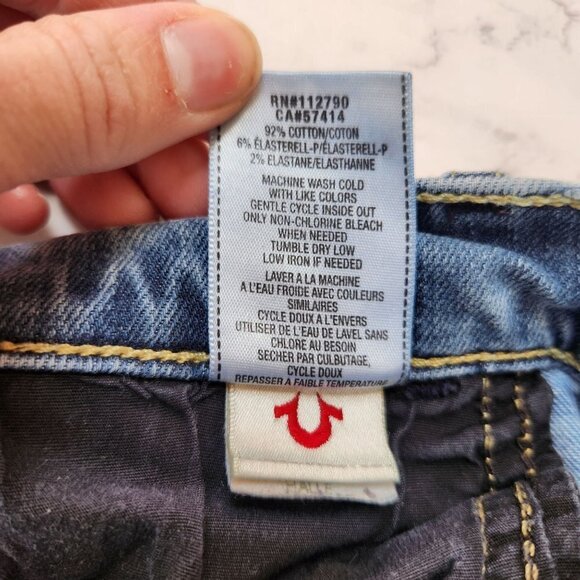 RN#112790
CA#57414
92% COTTON/COTON
6% ÉLASTERELL-P/ÉLASTERELL-P
2% ELASTANE/ELASTHANNE
MACHINE WASH COLD
WITH LIKE COLORS
GENTLE CYCLE INSIDE OUT
ONLY NON-CHLORINE BLEACH
WHEN NEEDED
TUMBLE DRY LOW
LOW IRON IF NEEDED
LAVER A LA MACHINE
A L'EAU FROIDE AVEC COULEURS
SIMILAIRES
CYCLE DOUX A L'ENVERS
UTILISER DE L'EAU DE LAVEL SANS
CHLORE AU BESOIN
SECHER PAR CULBUTAGE,
CYCLE DOUX
REPASSER A FAIBLE TEMPERATURE